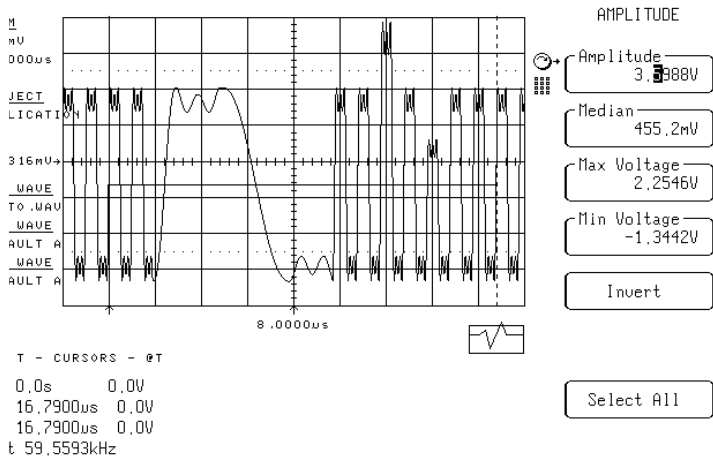 AMPLITUDE
M
mV
000us
Amplitude
3.5988V
JECT
LICATION
Median
455.2mV
316mV→
Max Voltage
2.2546V
WAVE
TO.WAV
WAVE
AULT A
WAVE
AULT A
Min Voltage
-1.3442V
Invert
8.0000us
T - CURSORS - @T
0.0s 0.0V
16.7900us 0.0V
16.7900us 0.0V
t 59.5593kHz
Select All